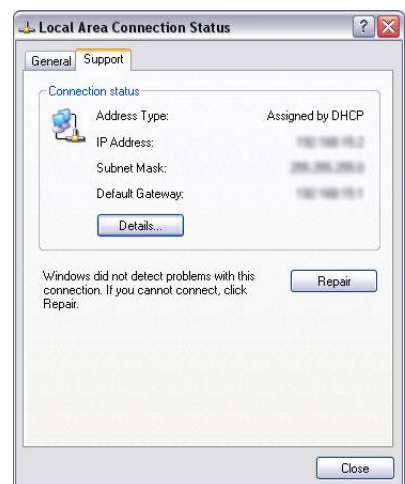 Local Area Connection Status
General Support
Connection status
Address Type: Assigned by DHCP
IP Address:
Subnet Mask:
Default Gateway:
Details...
Windows did not detect problems with this
connection. If you cannot connect, click
Repair.
Repair
Close